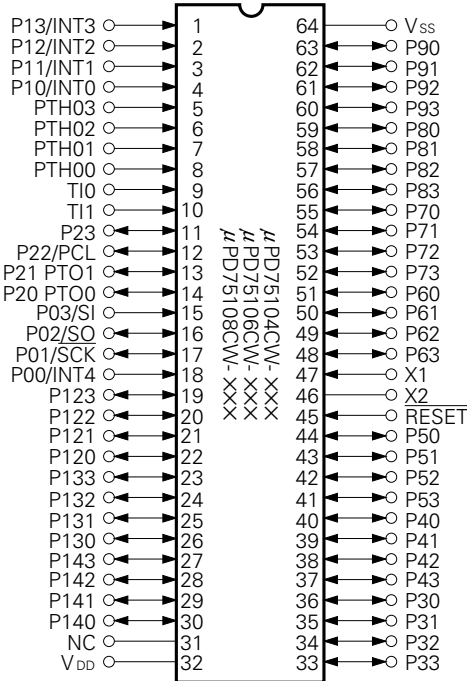 P13/INT3 1 64 VSS
P12/INT2 2 63 P90
P11/INT1 3 62 P91
P10/INT0 4 61 P92
PTH03 5 60 P93
PTH02 6 59 P80
PTH01 7 58 P81
PTH00 8 57 P82
TI0 9 56 P83
TI1 10 55 P70
P23 11 54 P71
P22/PCL 12 53 P72
P21 PTO1 13 52 P73
P20 PTO0 14 51 P60
P03/SI 15 50 P61
P02/SO 16 49 P62
P01/SCK 17 48 P63
P00/INT4 18 47 X1
P123 19 46 X2
P122 20 45 RESET
P121 21 44 P50
P120 22 43 P51
P133 23 42 P52
P132 24 41 P53
P131 25 40 P40
P130 26 39 P41
P143 27 38 P42
P142 28 37 P43
P141 29 36 P30
P140 30 35 P31
NC 31 34 P32
VDD 32 33 P33
μPD75104CW-×××
μPD75106CW-×××
μPD75108CW-×××